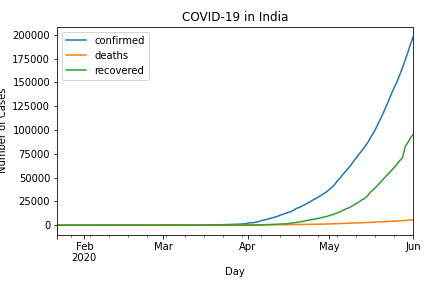 COVID-19 in India
confirmed
deaths
recovered
200000
175000
150000
125000
100000
75000
50000
25000
0
Number of Cases
Feb
2020
Mar
Apr
May
Jun
Day